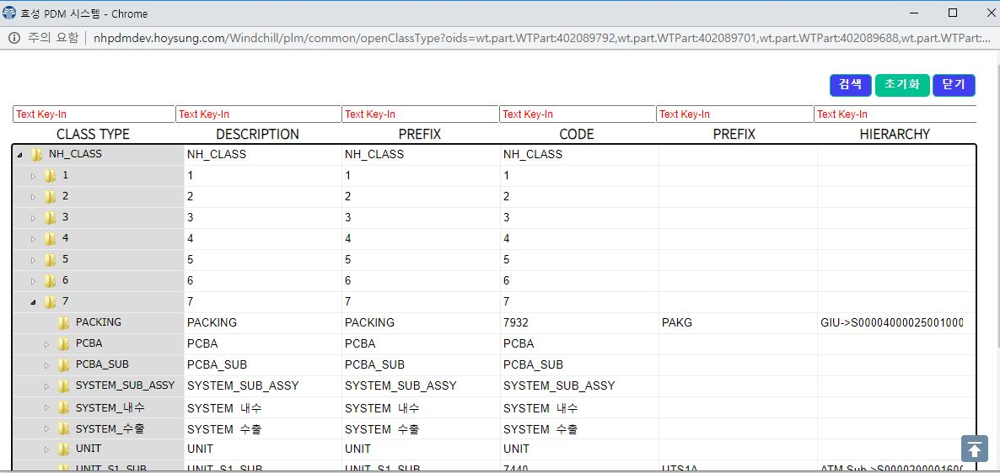 효성 PDM 시스템 - Chrome
주의 요함 | nhpdmdev.hoysung.com/Windchill/plm/common/openClassType?oids=wt.part.WTPart:402089792,wt.part.WTPart:402089701,wt.part.WTPart:402089688,wt.part.WTPart:...
검색 초기화 닫기
Text Key-In Text Key-In Text Key-In Text Key-In Text Key-In Text Key-In
CLASS TYPE DESCRIPTION PREFIX CODE PREFIX HIERARCHY
NH_CLASS NH_CLASS NH_CLASS NH_CLASS
1 1 1 1
2 2 2 2
3 3 3 3
4 4 4 4
5 5 5 5
6 6 6 6
7 7 7 7
PACKING PACKING PACKING 7932 PAKG GIU->S00004000025001000
PCBA PCBA PCBA PCBA
PCBA_SUB PCBA_SUB PCBA_SUB PCBA_SUB
SYSTEM_SUB_ASSY SYSTEM_SUB_ASSY SYSTEM_SUB_ASSY SYSTEM_SUB_ASSY
SYSTEM_내수 SYSTEM 내수 SYSTEM 내수 SYSTEM 내수
SYSTEM_수출 SYSTEM 수출 SYSTEM 수출 SYSTEM 수출
UNIT UNIT UNIT UNIT
UNIT_S1_SUB UNIT_S1_SUB UNIT_S1_SUB 7440 UTS1A ATM Sub->S0000200001600